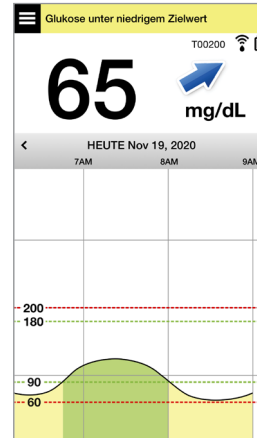 Glukose unter niedrigem Zielwert
T00200
65
mg/dL
HEUTE Nov 19, 2020
7AM 8AM 9AM
200
180
90
60